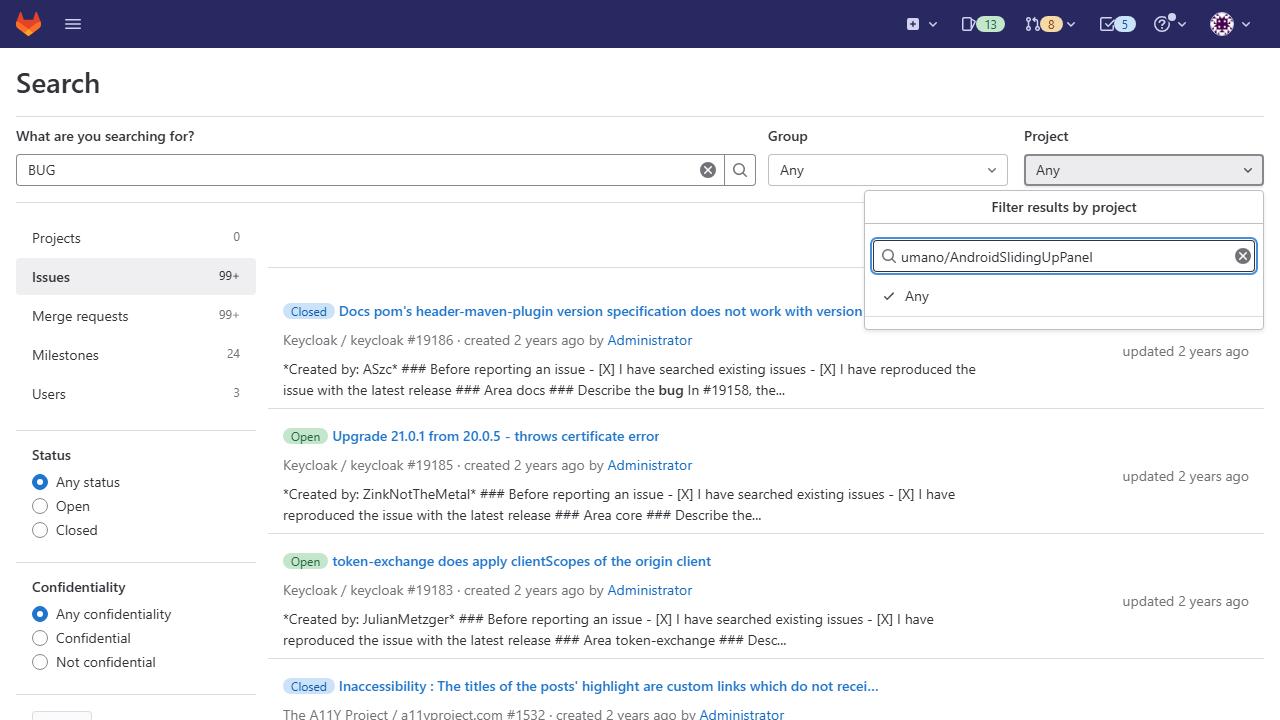 13
8
5
Search
What are you searching for?
Group
Project
BUG
Any
Any
Filter results by project
umano/AndroidSlidingUpPanel
Any
Projects 0
Issues 99+
Merge requests 99+
Milestones 24
Users 3
Status
Any status
Open
Closed
Confidentiality
Any confidentiality
Confidential
Not confidential
Closed Docs pom's header-maven-plugin version specification does not work with version
Keycloak / keycloak #19186 · created 2 years ago by Administrator
updated 2 years ago
*Created by: ASzc* ### Before reporting an issue - [X] I have searched existing issues - [X] I have reproduced the
issue with the latest release ### Area docs ### Describe the bug In #19158, the...
Open Upgrade 21.0.1 from 20.0.5 - throws certificate error
Keycloak / keycloak #19185 · created 2 years ago by Administrator
updated 2 years ago
*Created by: ZinkNotTheMetal* ### Before reporting an issue - [X] I have searched existing issues - [X] I have
reproduced the issue with the latest release ### Area core ### Describe the...
Open token-exchange does apply clientScopes of the origin client
Keycloak / keycloak #19183 · created 2 years ago by Administrator
updated 2 years ago
*Created by: JulianMetzger* ### Before reporting an issue - [X] I have searched existing issues - [X] I have
reproduced the issue with the latest release ### Area token-exchange ### Desc...
Closed Inaccessibility : The titles of the posts' highlight are custom links which do not recei...
The A11Y Project / a11yproject.com #1532 · created 2 years ago by Administrator